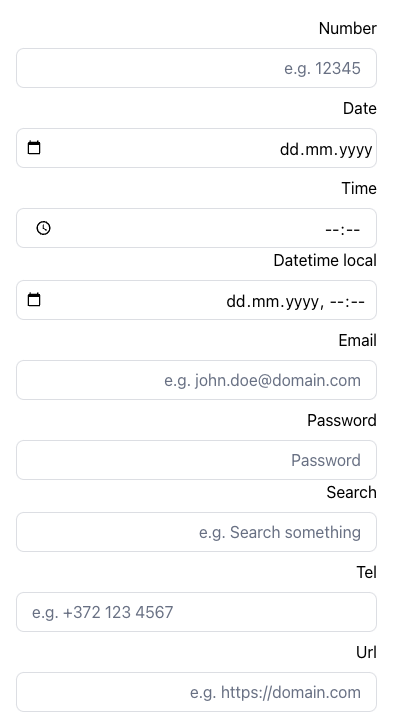 Number
e.g. 12345
Date
dd.mm.yyyy
Time
--:--
Datetime local
dd.mm.yyyy, --:--
Email
e.g. john.doe@domain.com
Password
Password
Search
e.g. Search something
Tel
e.g. +372 123 4567
Url
e.g. https://domain.com